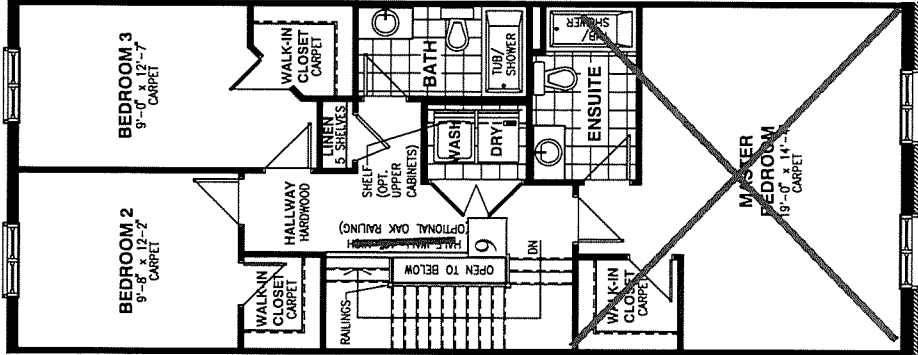 BEDROOM 3
9'-0" x 12'-7"
CARPET
WALK-IN
CLOSET
CARPET
BATH
TUB/
SHOWER
TUB/
SHOWER
ENSUITE
LINEN
5 SHELVES
SHELF
(OPT.
UPPER
CABINETS)
WASH
DRY
HALLWAY
HARDWOOD
(OPTIONAL OAK RAILING)
BEDROOM 2
9'-8" x 12'-2"
CARPET
WALK-IN
CLOSET
CARPET
RAILINGS
OPEN TO BELOW
6
DN
WALK-IN
CLOSET
CARPET
MASTER
BEDROOM
19'-0" x 14'-
CARPET